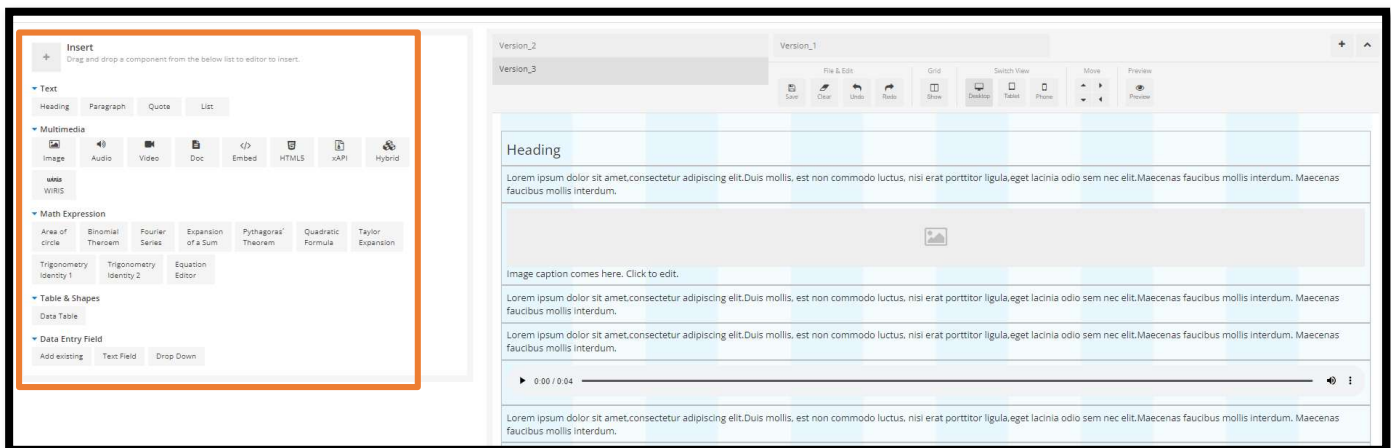 Insert
Drag and drop a component from the below list to editor to insert.
Text
Heading Paragraph Quote List
Multimedia
Image Audio Video Doc Embed HTML5 xAPI Hybrid
wiris
WIRIS
Math Expression
Area of circle Binomial Theroem Fourier Series Expansion of a Sum Pythagoras' Theorem Quadratic Formula Taylor Expansion
Trigonometry Identity 1 Trigonometry Identity 2 Equation Editor
Table & Shapes
Data Table
Data Entry Field
Add existing Text Field Drop Down
Version_2 Version_1
Version_3
File & Edit Grid Switch View Move Preview
Save Clear Undo Redo Show Desktop Tablet Phone Preview
Heading
Lorem ipsum dolor sit amet,consectetur adipiscing elit.Duis mollis, est non commodo luctus, nisi erat porttitor ligula,eget lacinia odio sem nec elit.Maecenas faucibus mollis interdum. Maecenas
faucibus mollis interdum.
Image caption comes here. Click to edit.
Lorem ipsum dolor sit amet,consectetur adipiscing elit.Duis mollis, est non commodo luctus, nisi erat porttitor ligula,eget lacinia odio sem nec elit.Maecenas faucibus mollis interdum. Maecenas
faucibus mollis interdum.
Lorem ipsum dolor sit amet,consectetur adipiscing elit.Duis mollis, est non commodo luctus, nisi erat porttitor ligula,eget lacinia odio sem nec elit.Maecenas faucibus mollis interdum. Maecenas
faucibus mollis interdum.
0:00 / 0:04
Lorem ipsum dolor sit amet,consectetur adipiscing elit.Duis mollis, est non commodo luctus, nisi erat porttitor ligula,eget lacinia odio sem nec elit.Maecenas faucibus mollis interdum. Maecenas
faucibus mollis interdum.